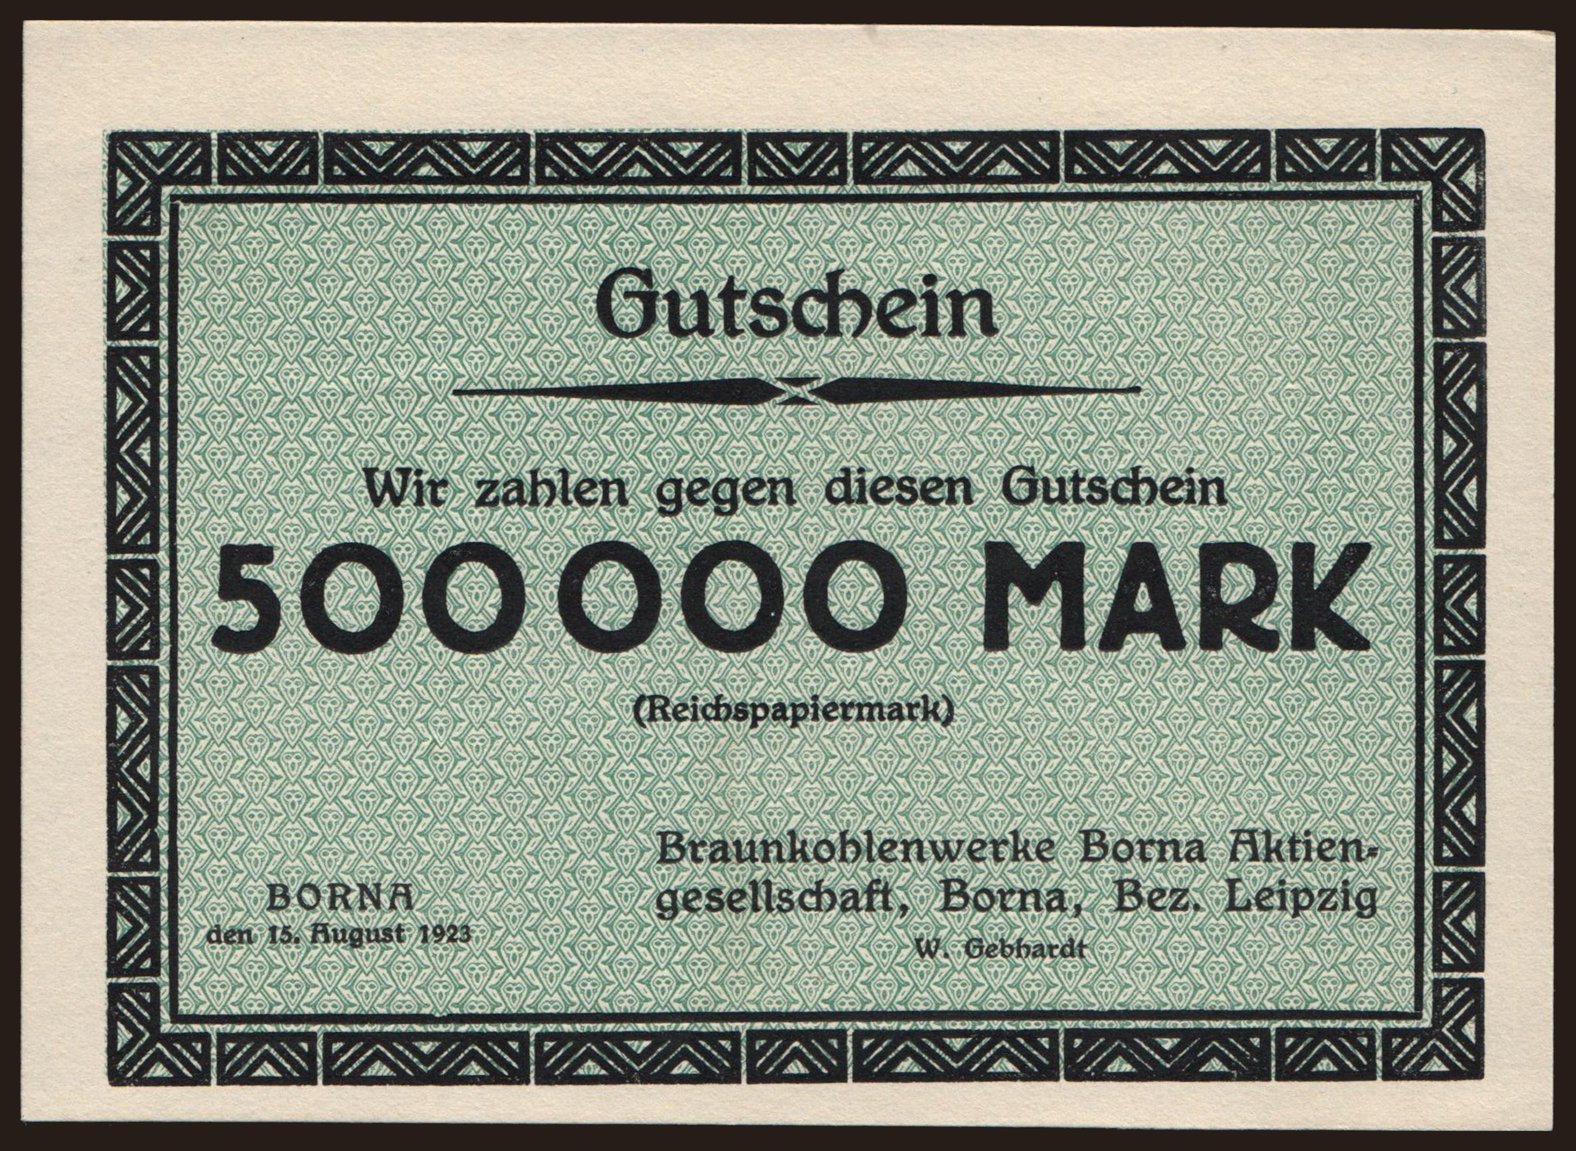 Gutschein
Wir zahlen gegen diesen Gutschein
500000 MARK
(Reichspapiermark)
Braunkohlenwerke Borna Aktien-
gesellschaft, Borna, Bez. Leipzig
W. Gebhardt
BORNA
den 15. August 1923